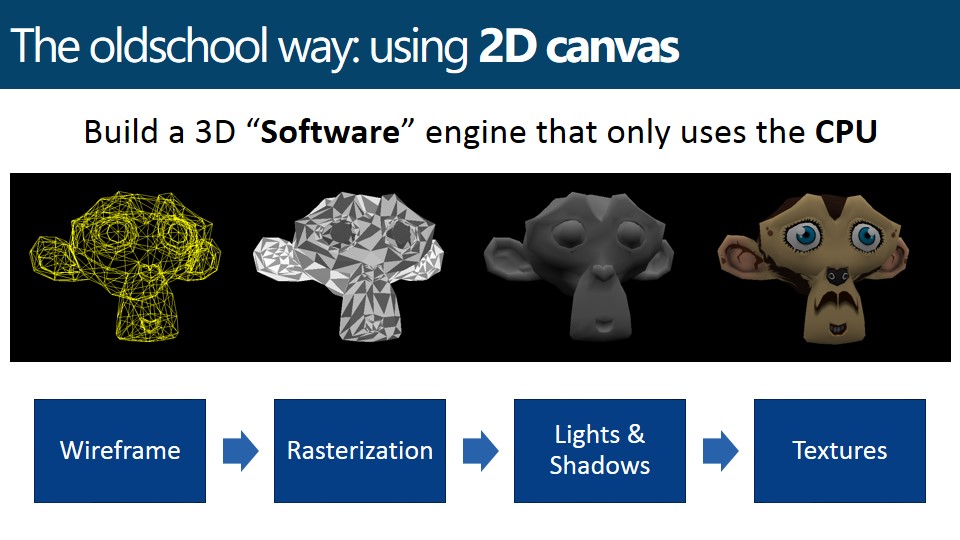 The oldschool way: using 2D canvas
Build a 3D “Software” engine that only uses the CPU
Wireframe
Rasterization
Lights &
Shadows
Textures